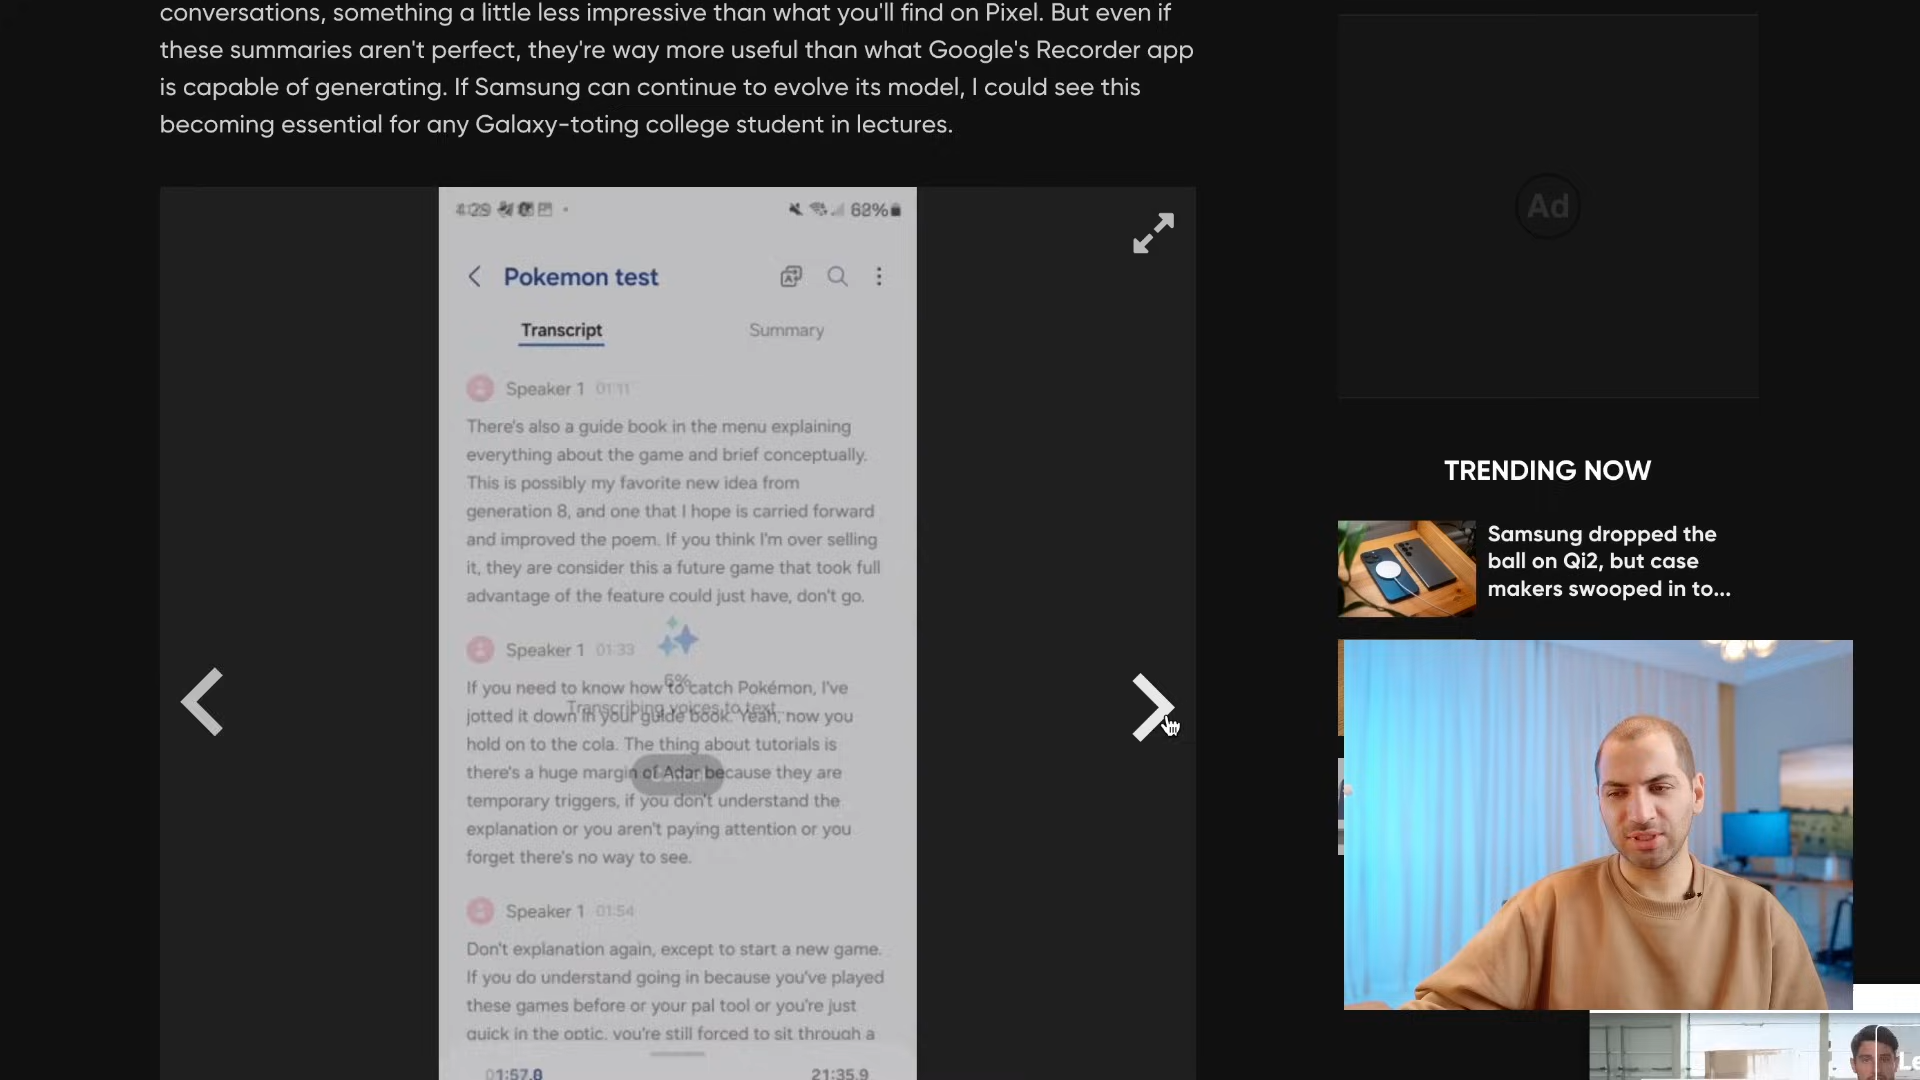 conversations, something a little less impressive than what you'll find on Pixel. But even if
these summaries aren't perfect, they're way more useful than what Google's Recorder app
is capable of generating. If Samsung can continue to evolve its model, I could see this
becoming essential for any Galaxy-toting college student in lectures.
4:29
62%
Pokemon test
Transcript
Summary
Speaker 1 01:11
There's also a guide book in the menu explaining
everything about the game and brief conceptually.
This is possibly my favorite new idea from
generation 8, and one that I hope is carried forward
and improved the poem. If you think I'm over selling
it, they are consider this a future game that took full
advantage of the feature could just have, don't go.
Speaker 1 01:33
6%
If you need to know how to catch Pokémon, I've
Transcribing voices to text...
jotted it down in your guide book. Yeah, now you
hold on to the cola. The thing about tutorials is
there's a huge margin of Adar because they are
temporary triggers, if you don't understand the
explanation or you aren't paying attention or you
forget there's no way to see.
Speaker 1 01:54
Don't explanation again, except to start a new game.
If you do understand going in because you've played
these games before or your pal tool or you're just
quick in the optic, you're still forced to sit through a
01:57.8
21:35.9
Ad
TRENDING NOW
Samsung dropped the
ball on Qi2, but case
makers swooped in to...